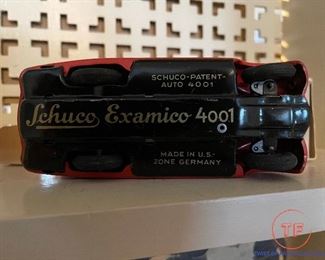 SCHUCO-PATENT-
AUTO 4001
Schuco Examico 4001
MADE IN U.S.-
ZONE GERMANY
TF